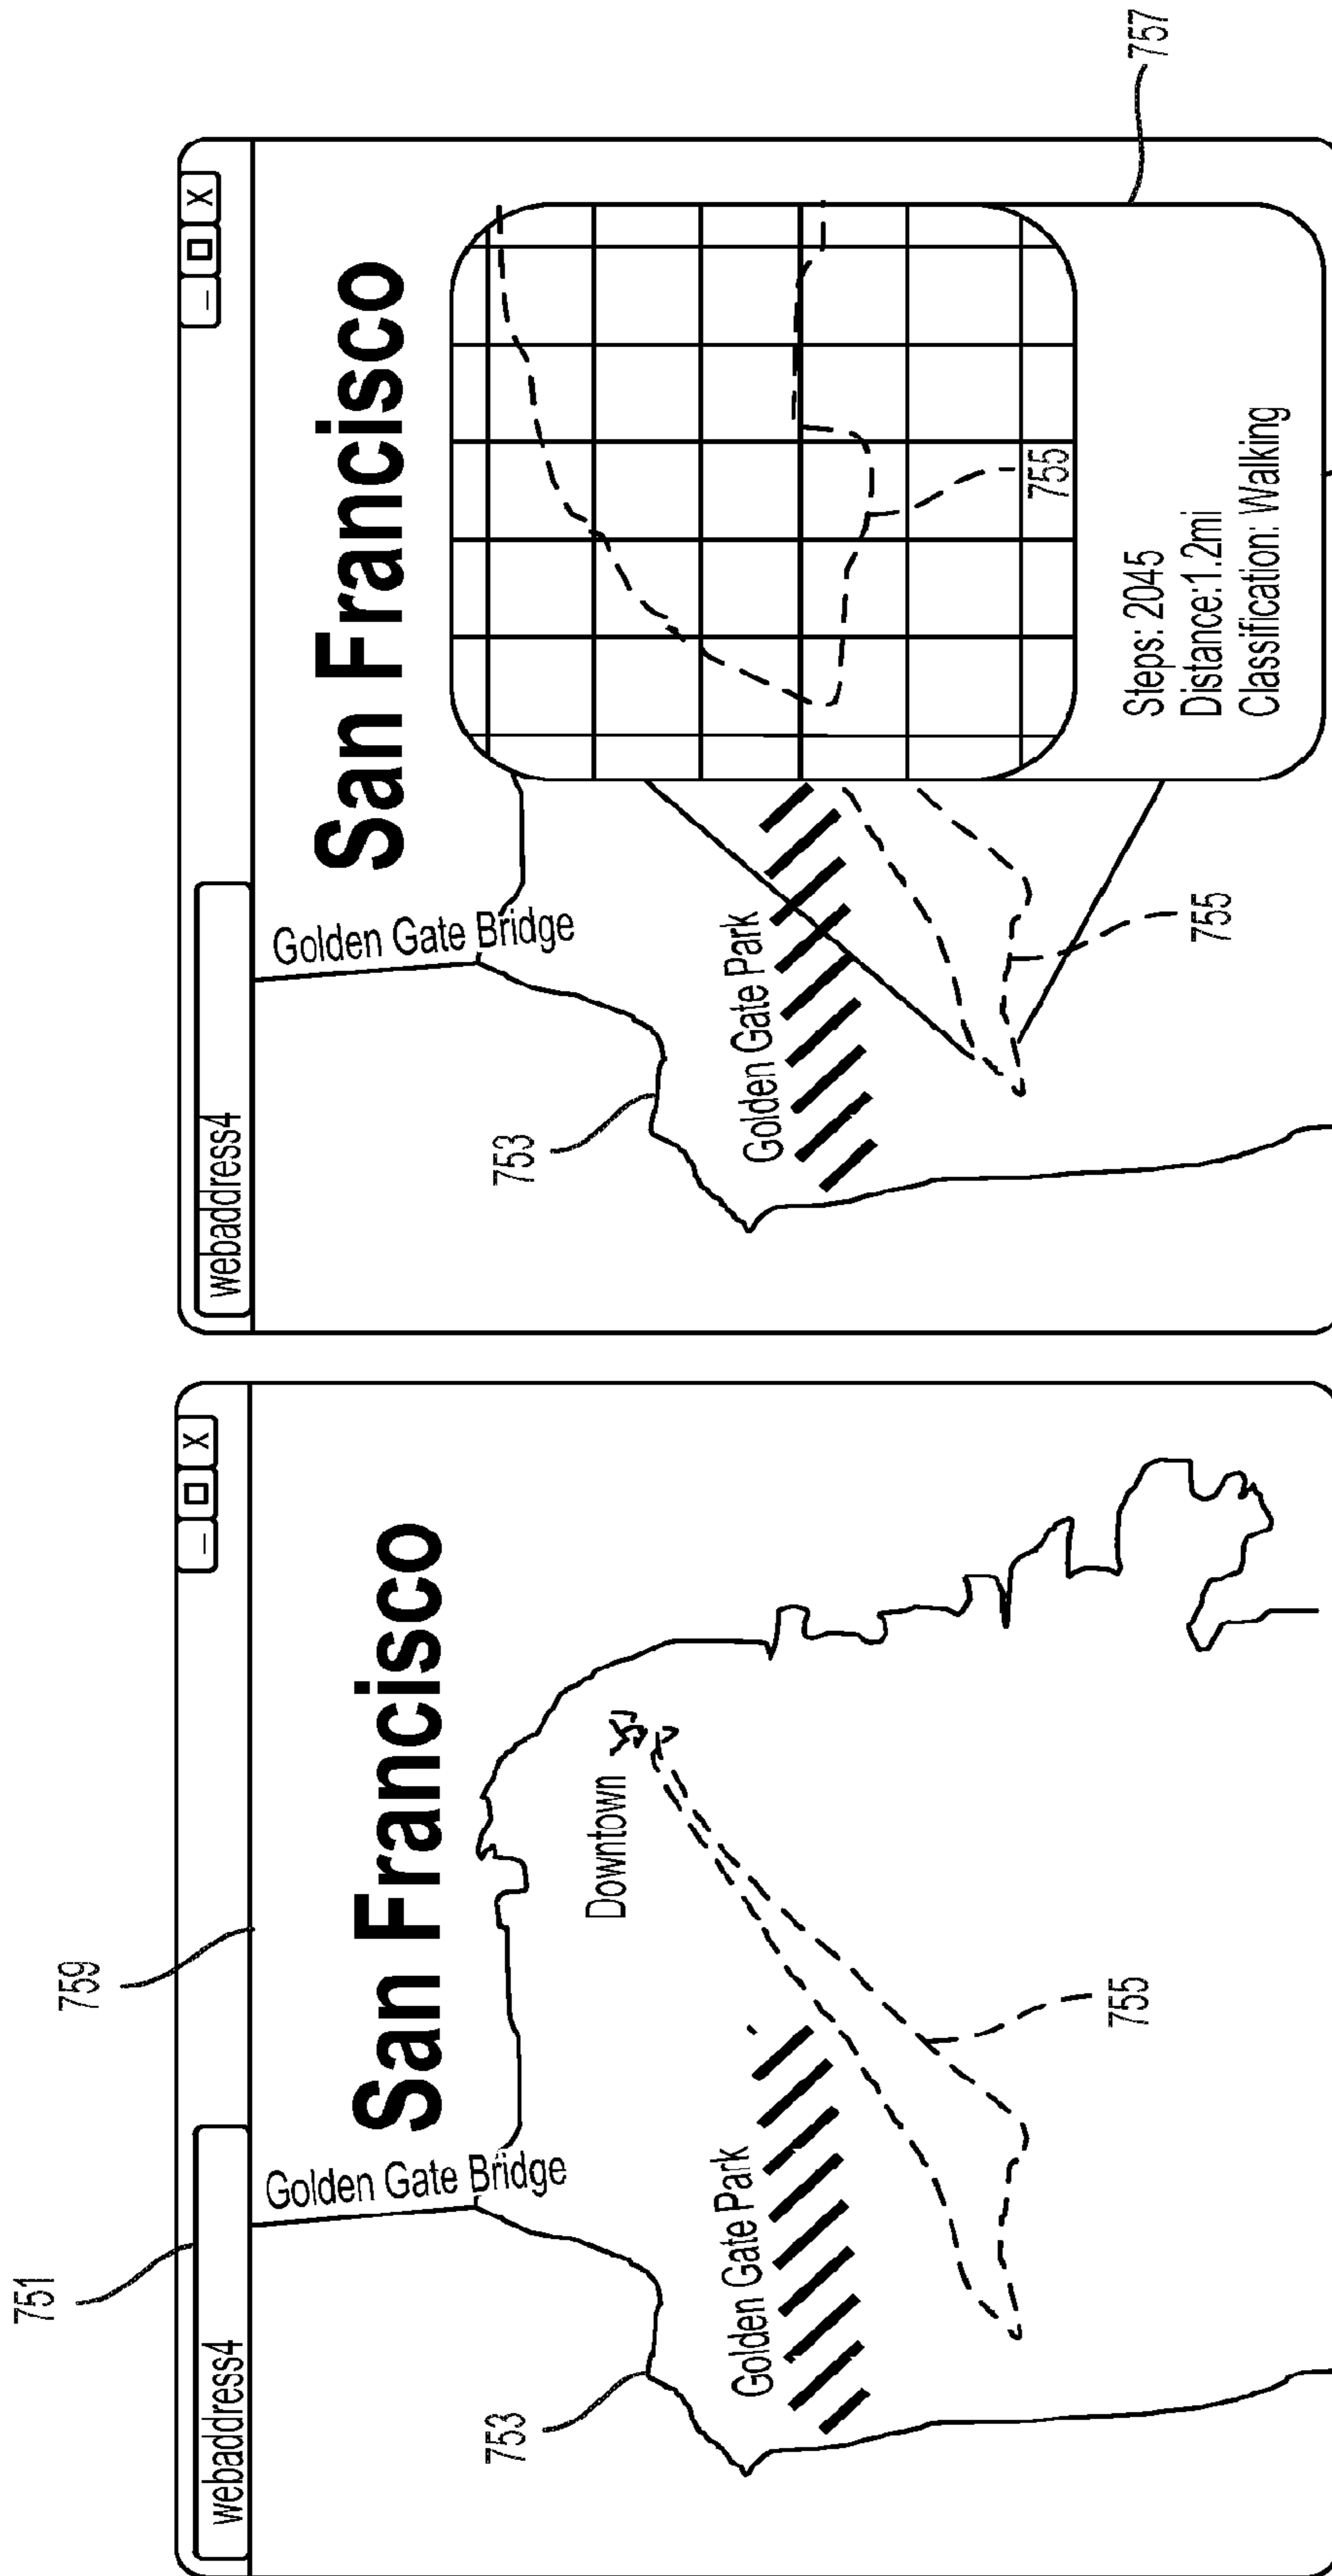 751
759
webaddress4
_ X
Golden Gate Bridge
San Francisco
753
Downtown
Golden Gate Park
755
webaddress4
_ X
Golden Gate Bridge
San Francisco
753
Golden Gate Park
755
755
Steps: 2045
Distance:1.2mi
Classification: Walking
757